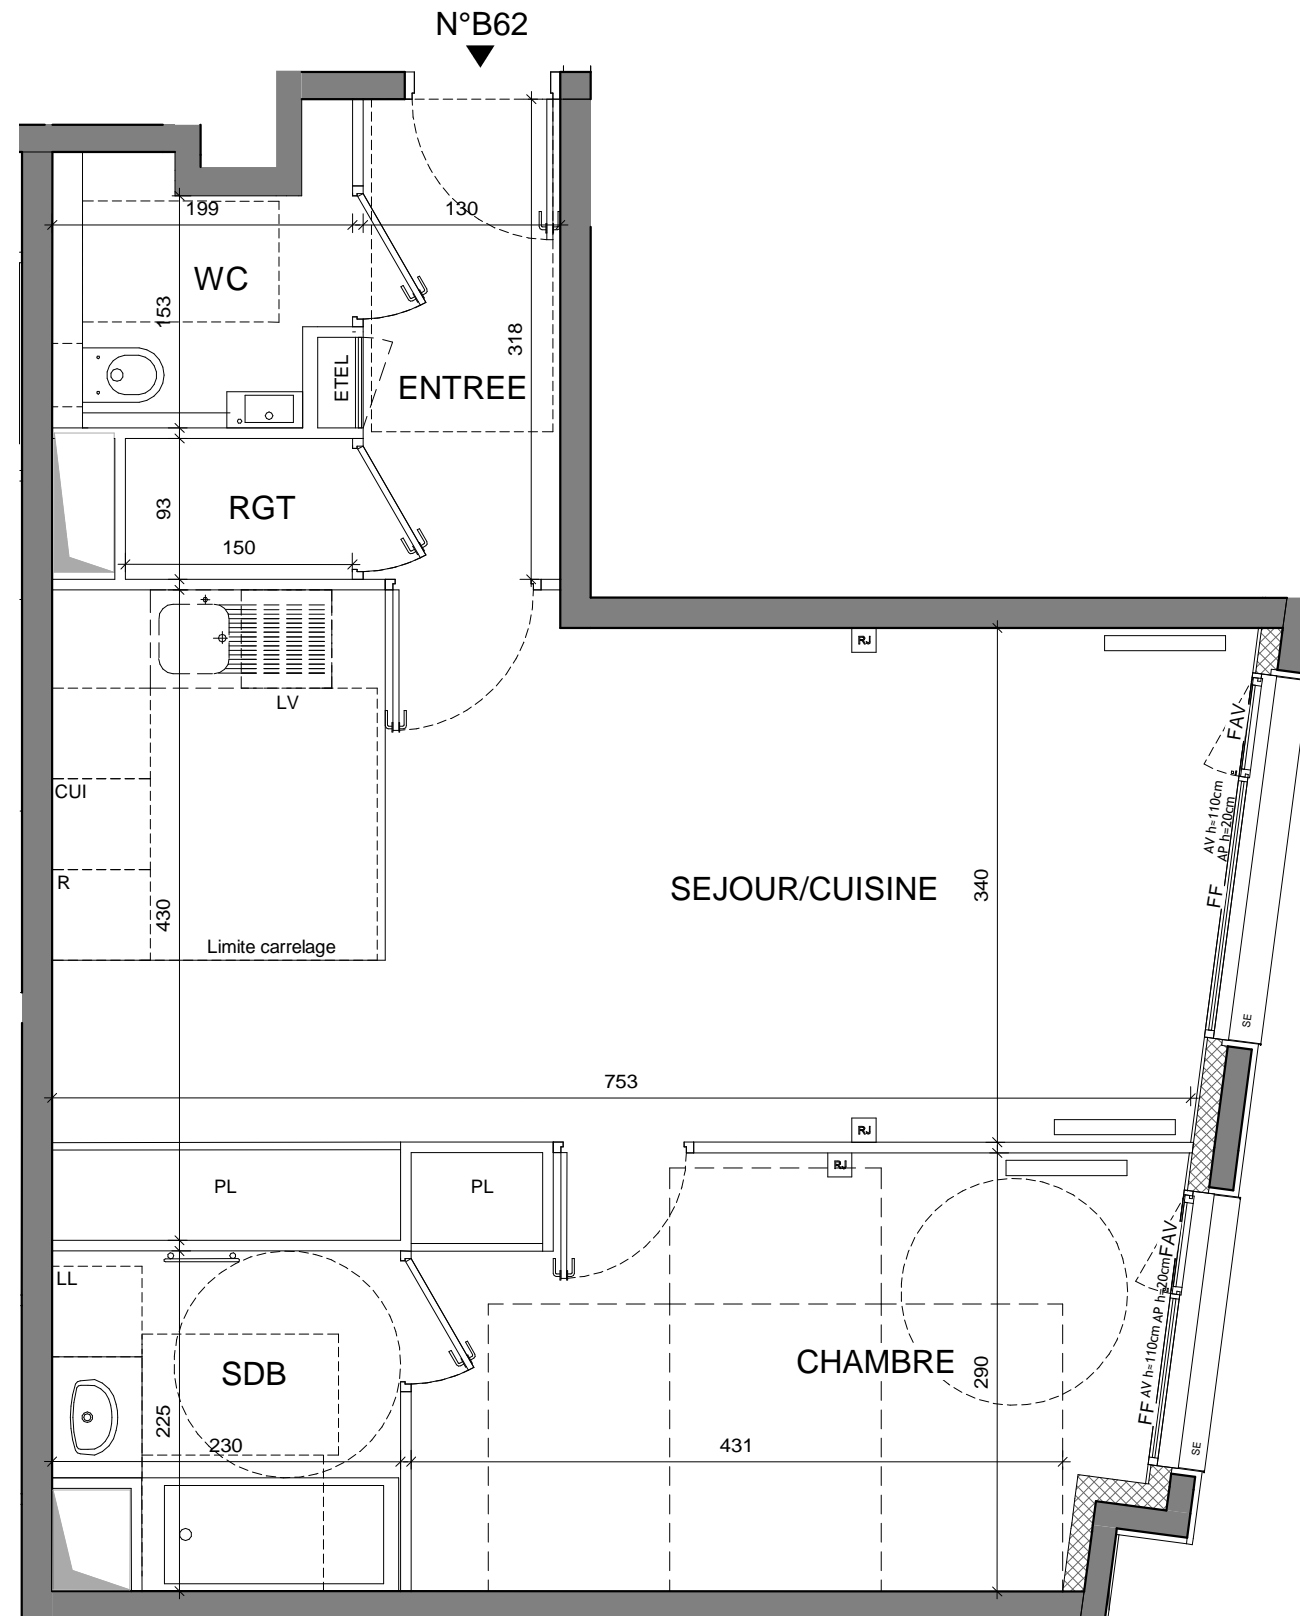 N°B62
199
130
WC
153
318
ETEL
ENTREE
93
RGT
150
RJ
LV
FAV
CUI
AV h=110cm
AP h=20cm
R
FF
SEJOUR/CUISINE
340
430
Limite carrelage
SE
753
RJ
RJ
PL
PL
FAV
LL
AP h=20cm
AV h=110cm
FF
SDB
CHAMBRE
290
225
230
431
SE